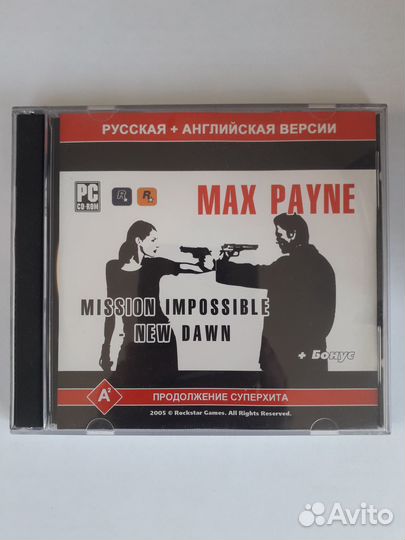 РУССКАЯ + АНГЛИЙСКАЯ ВЕРСИИ
PC
CD-ROM
R
R
MAX PAYNE
MISSION IMPOSSIBLE
- NEW DAWN
+ Бонус
A2
ПРОДОЛЖЕНИЕ СУПЕРХИТА
2005 © Rockstar Games. All Rights Reserved.
Avito